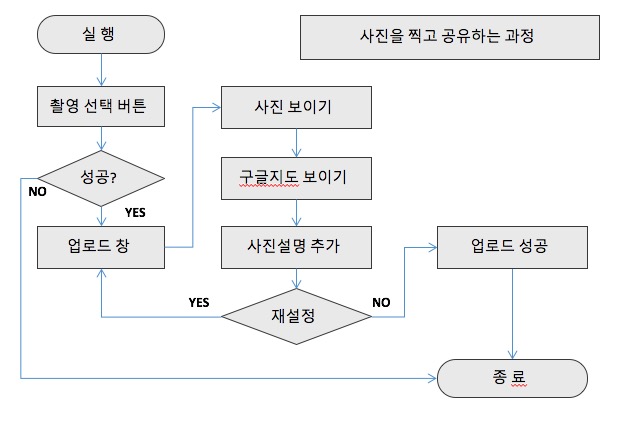 실 행
사진을 찍고 공유하는 과정
촬영 선택 버튼
사진 보이기
성공?
구글지도 보이기
NO
YES
업로드 창
사진설명 추가
업로드 성공
YES
재설정
NO
종 료